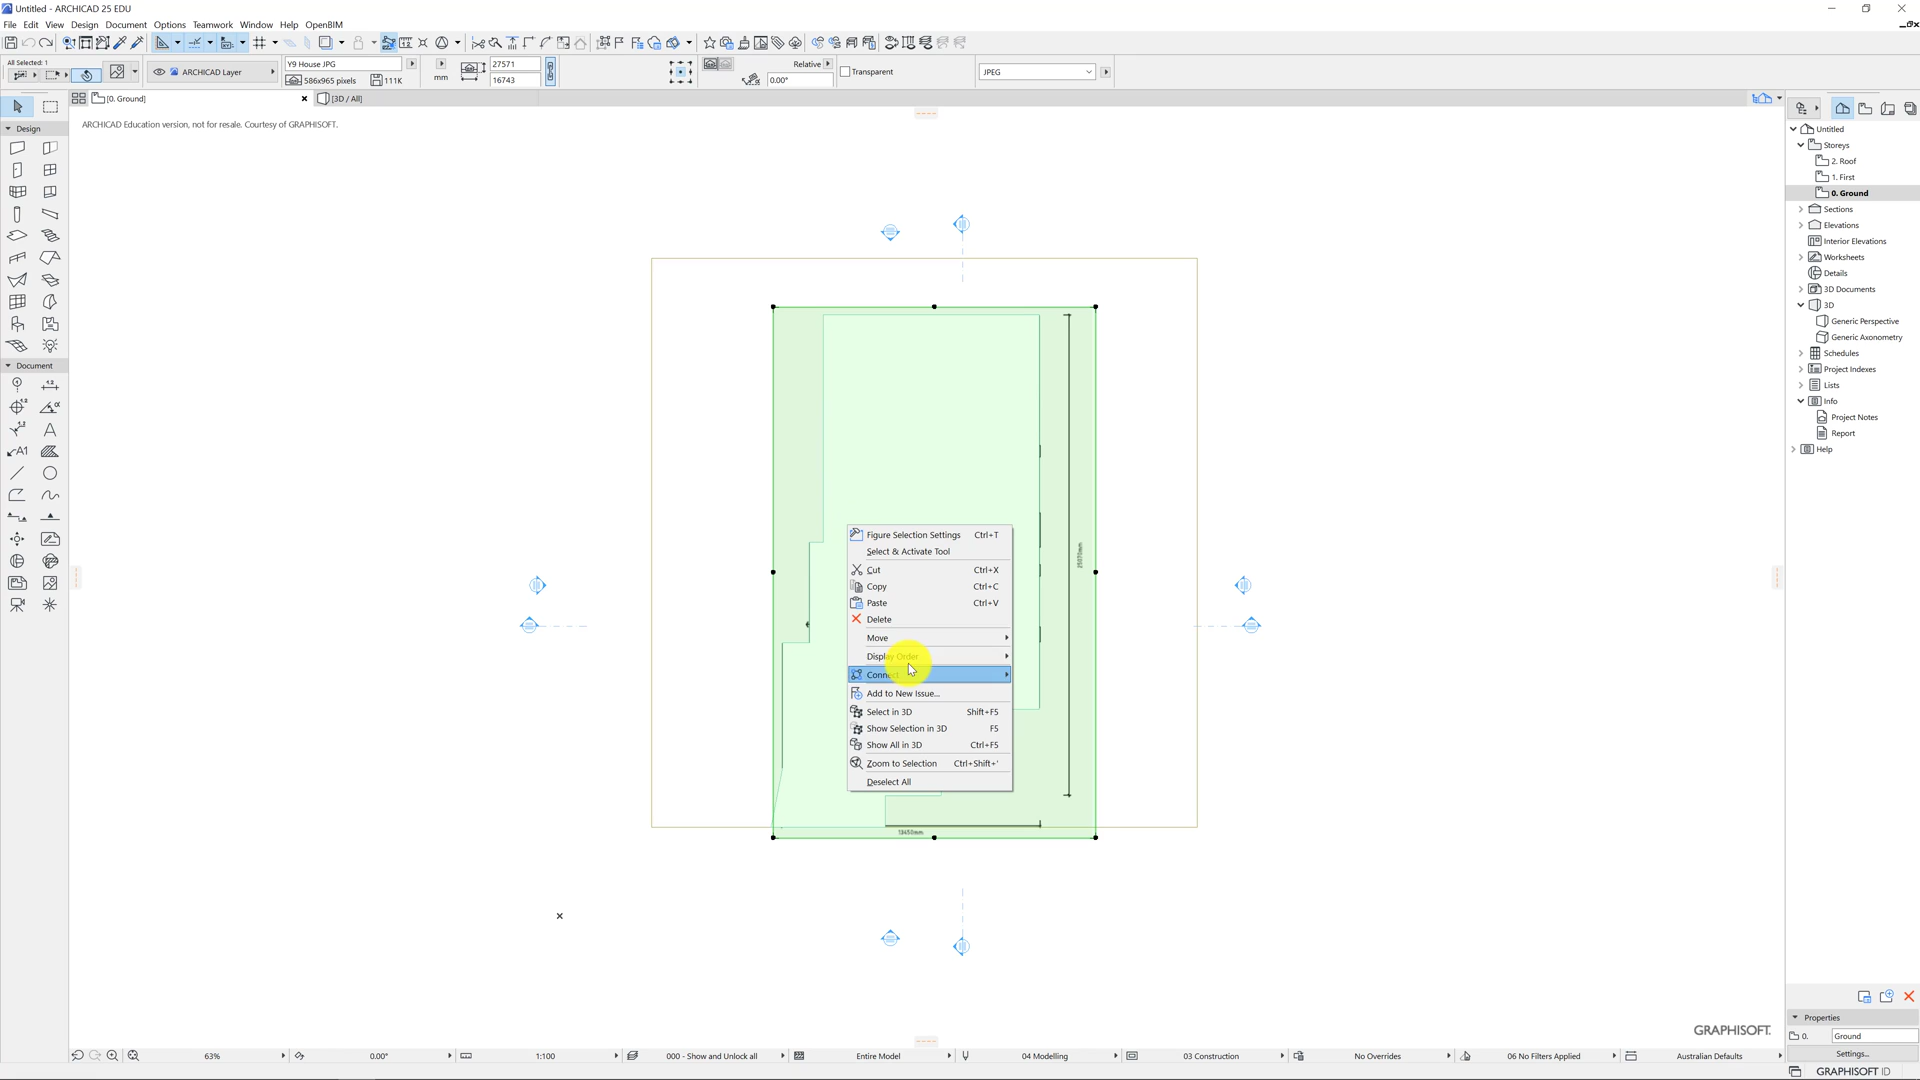 Untitled - ARCHICAD 25 EDU
File Edit View Design Document Options Teamwork Window Help OpenBIM
All Selected: 1
ARCHICAD Layer
Y9 House JPG
586x965 pixels
111K
mm
27571
16743
Relative
0.00°
Transparent
JPEG
[0. Ground]
[3D / All]
ARCHICAD Education version, not for resale. Courtesy of GRAPHISOFT.
Design
Document
A1
Figure Selection Settings Ctrl+T
Select & Activate Tool
Cut Ctrl+X
Copy Ctrl+C
Paste Ctrl+V
Delete
Move
Display Order
Connect
Add to New Issue...
Select in 3D Shift+F5
Show Selection in 3D F5
Show All in 3D Ctrl+F5
Zoom to Selection Ctrl+Shift+'
Deselect All
25070mm
13450mm
Untitled
Storeys
2. Roof
1. First
0. Ground
Sections
Elevations
Interior Elevations
Worksheets
Details
3D Documents
3D
Generic Perspective
Generic Axonometry
Schedules
Project Indexes
Lists
Info
Project Notes
Report
Help
Properties
0. Ground
Settings...
GRAPHISOFT.
63% 0.00° 1:100 000 - Show and Unlock all Entire Model 04 Modelling 03 Construction No Overrides 06 No Filters Applied Australian Defaults
GRAPHISOFT ID